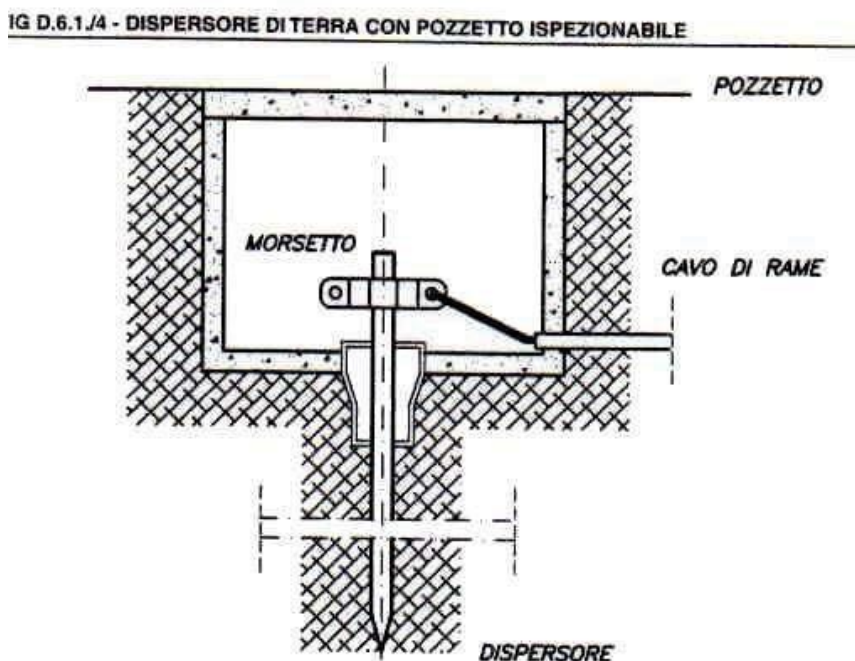 IG D.6.1./4 - DISPERSORE DI TERRA CON POZZETTO ISPEZIONABILE
POZZETTO
MORSETTO
CAVO DI RAME
DISPERSORE